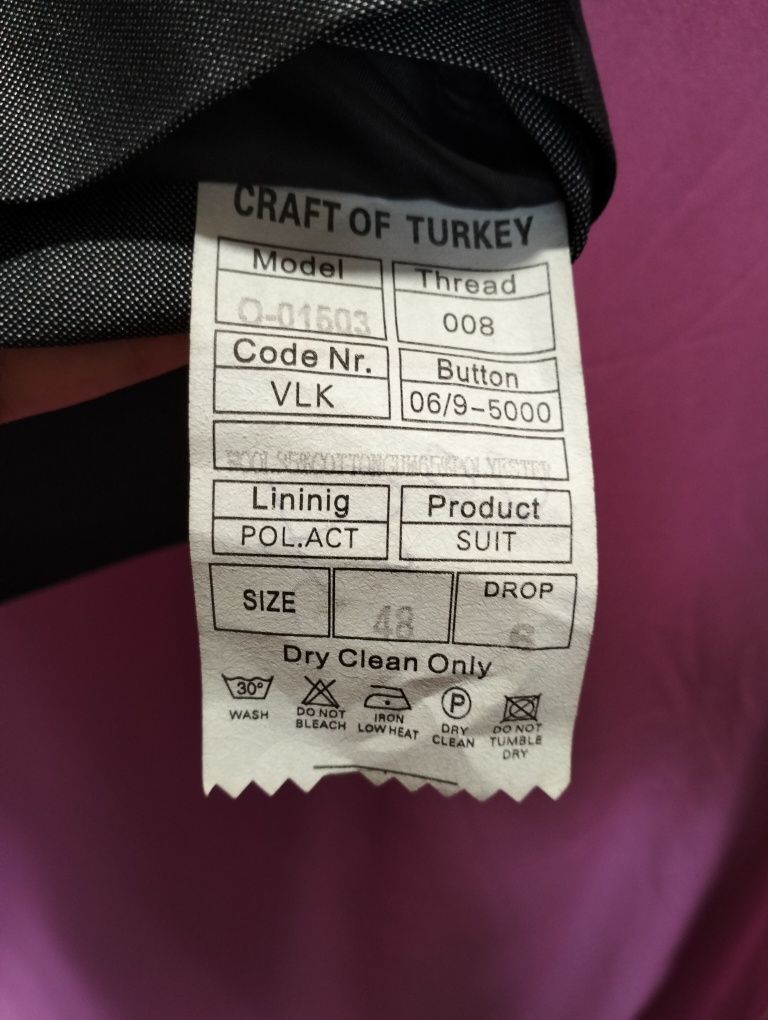 CRAFT OF TURKEY
Model Thread
O-01503 008
Code Nr. Button
VLK 06/9-5000
Lininig Product
POL.ACT SUIT
SIZE 48 DROP
6
Dry Clean Only
30°
WASH
DO NOT BLEACH
IRON LOW HEAT
P
DRY CLEAN
DO NOT TUMBLE DRY